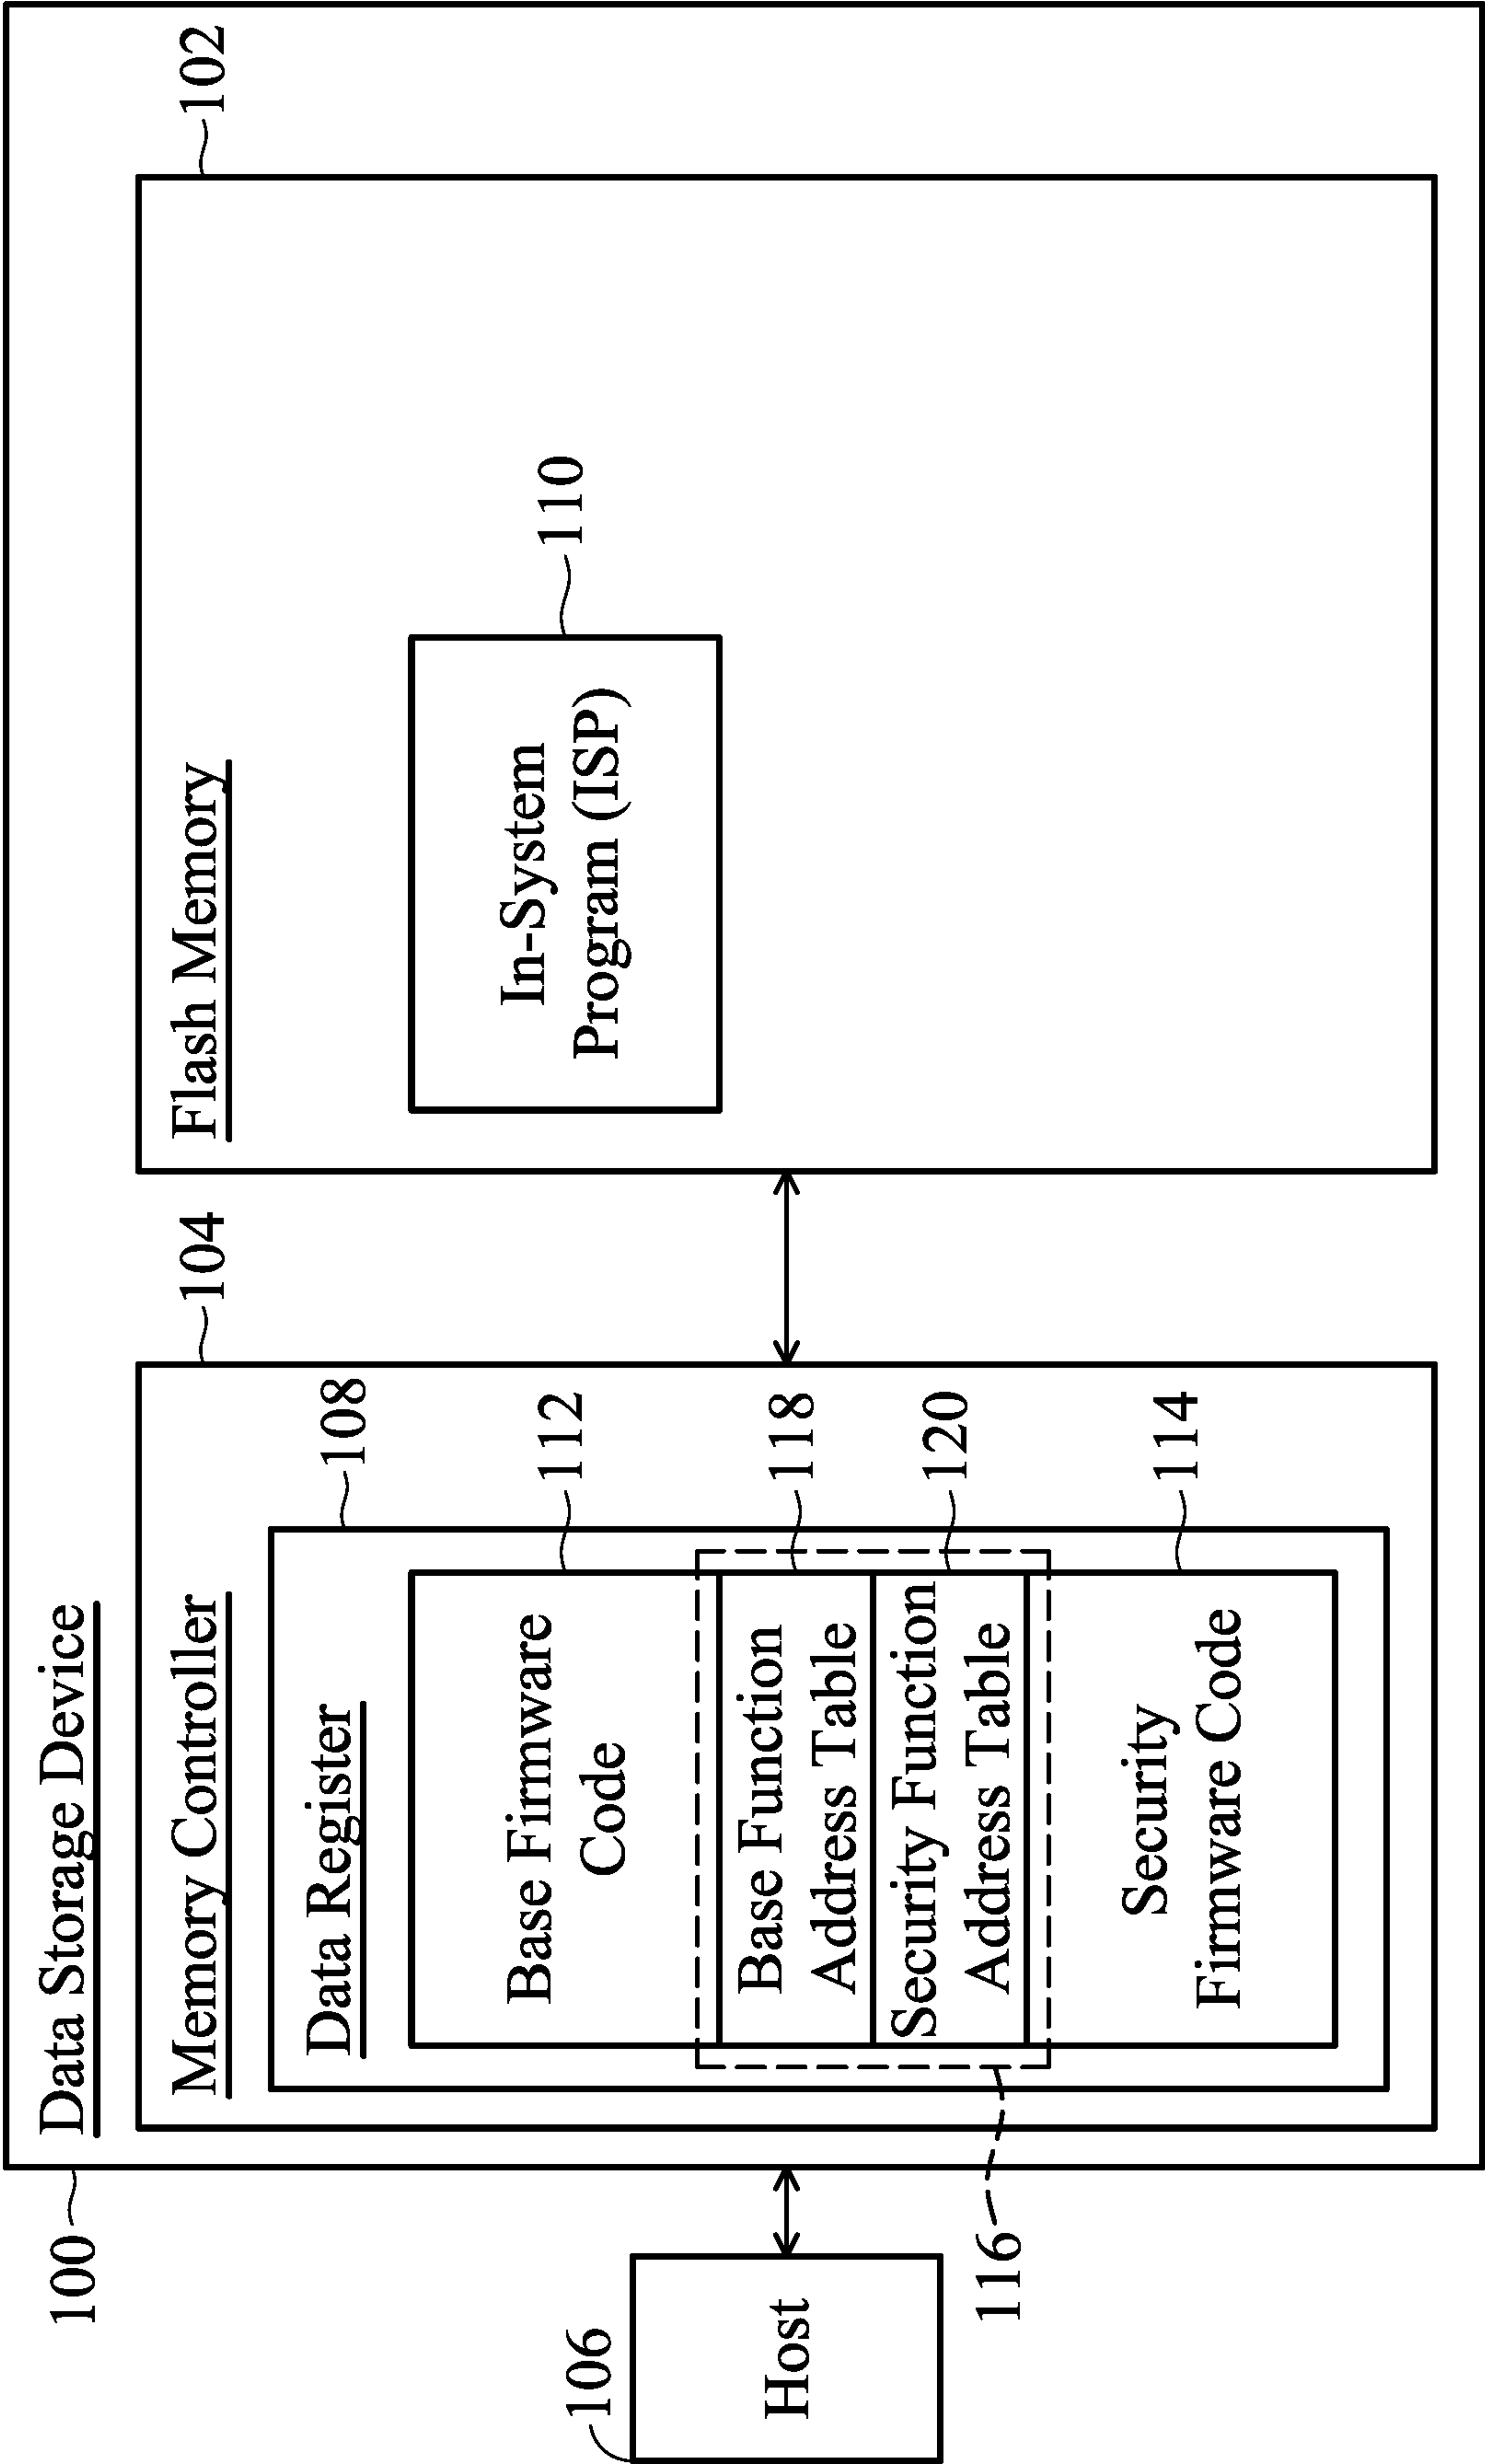 100
Data Storage Device
106
Host
104
Memory Controller
108
Data Register
112
Base Firmware
Code
118
Base Function
Address Table
120
Security Function
Address Table
114
Security
Firmware Code
116
102
Flash Memory
110
In-System
Program (ISP)